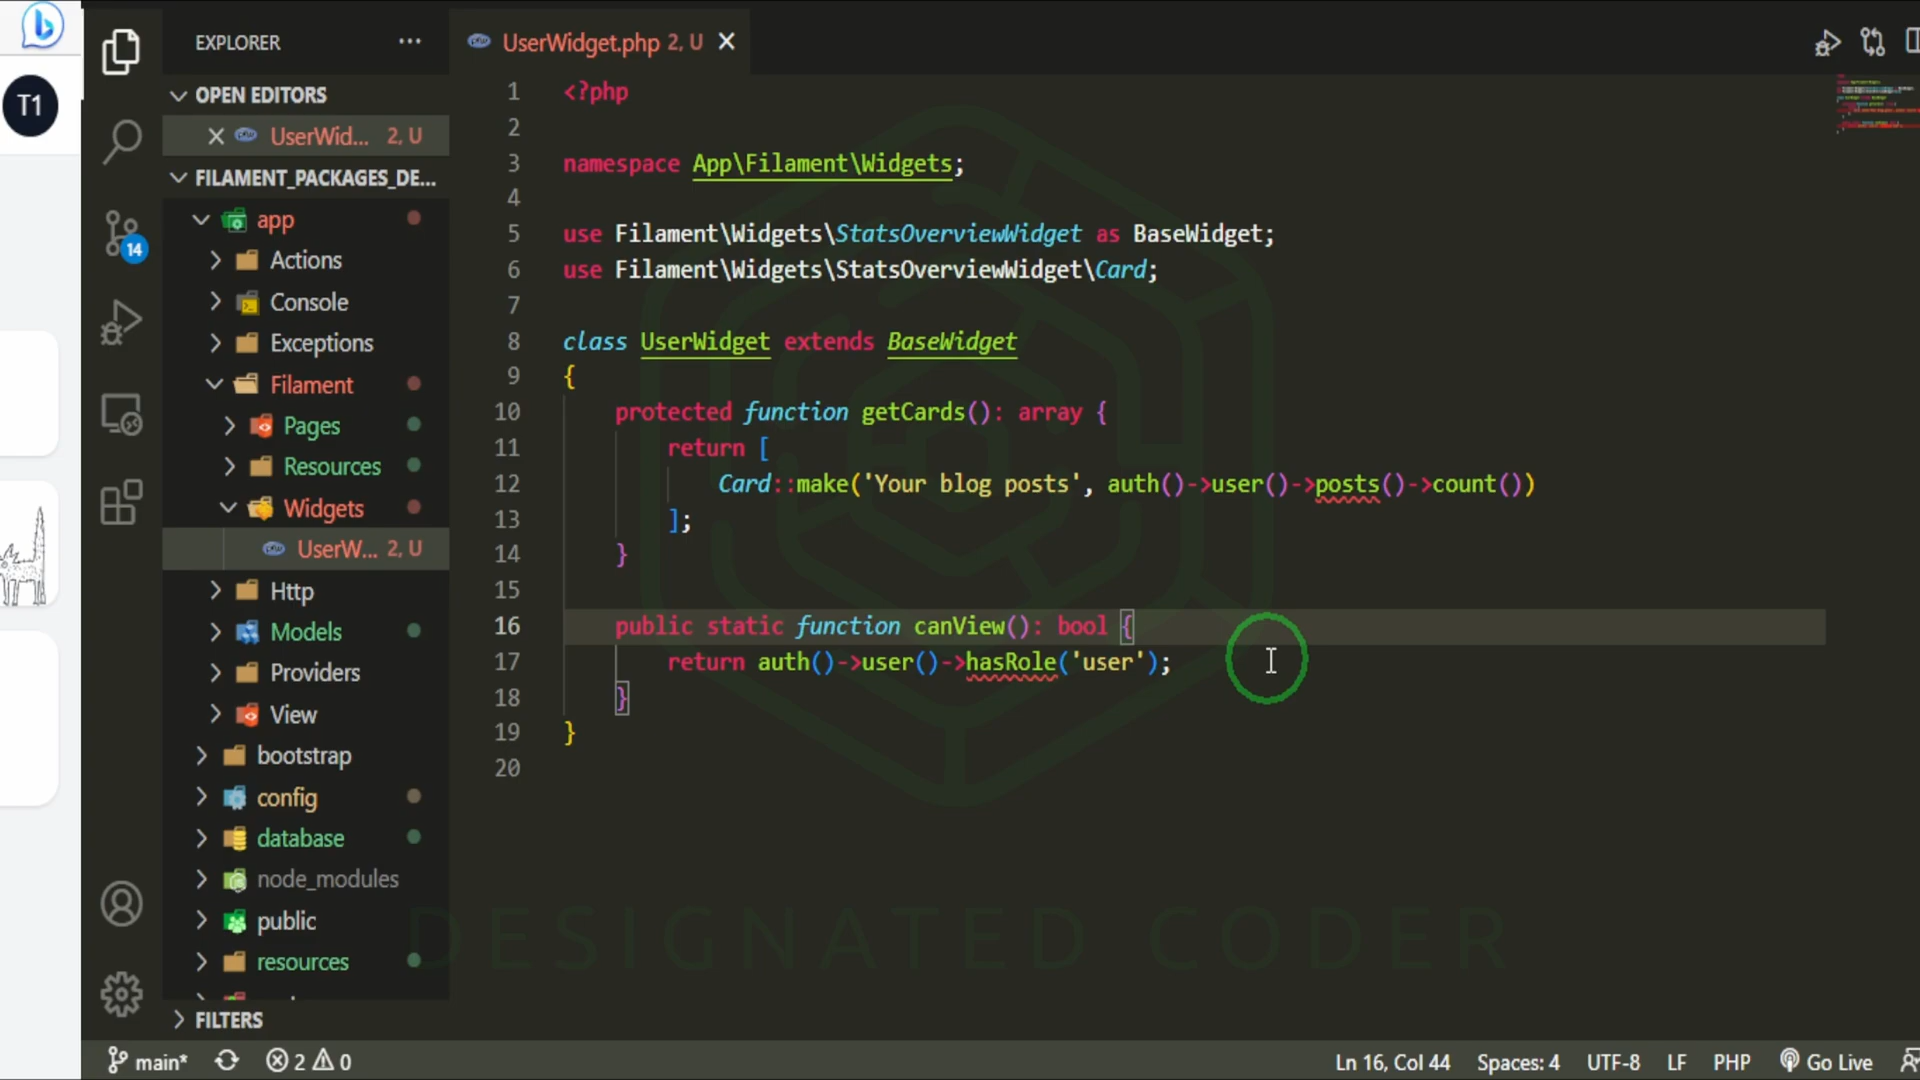 T1
EXPLORER
OPEN EDITORS
UserWid... 2, U
FILAMENT_PACKAGES_DE...
app
Actions
Console
Exceptions
Filament
Pages
Resources
Widgets
UserW... 2, U
Http
Models
Providers
View
bootstrap
config
database
node_modules
public
resources
FILTERS
14
UserWidget.php 2, U
1 <?php
2
3 namespace App\Filament\Widgets;
4
5 use Filament\Widgets\StatsOverviewWidget as BaseWidget;
6 use Filament\Widgets\StatsOverviewWidget\Card;
7
8 class UserWidget extends BaseWidget
9 {
10 protected function getCards(): array {
11 return [
12 Card::make('Your blog posts', auth()->user()->posts()->count())
13 ];
14 }
15
16 public static function canView(): bool {
17 return auth()->user()->hasRole('user');
18 }
19 }
20
DESIGNATED CODER
main* 2 0
Ln 16, Col 44 Spaces: 4 UTF-8 LF PHP Go Live